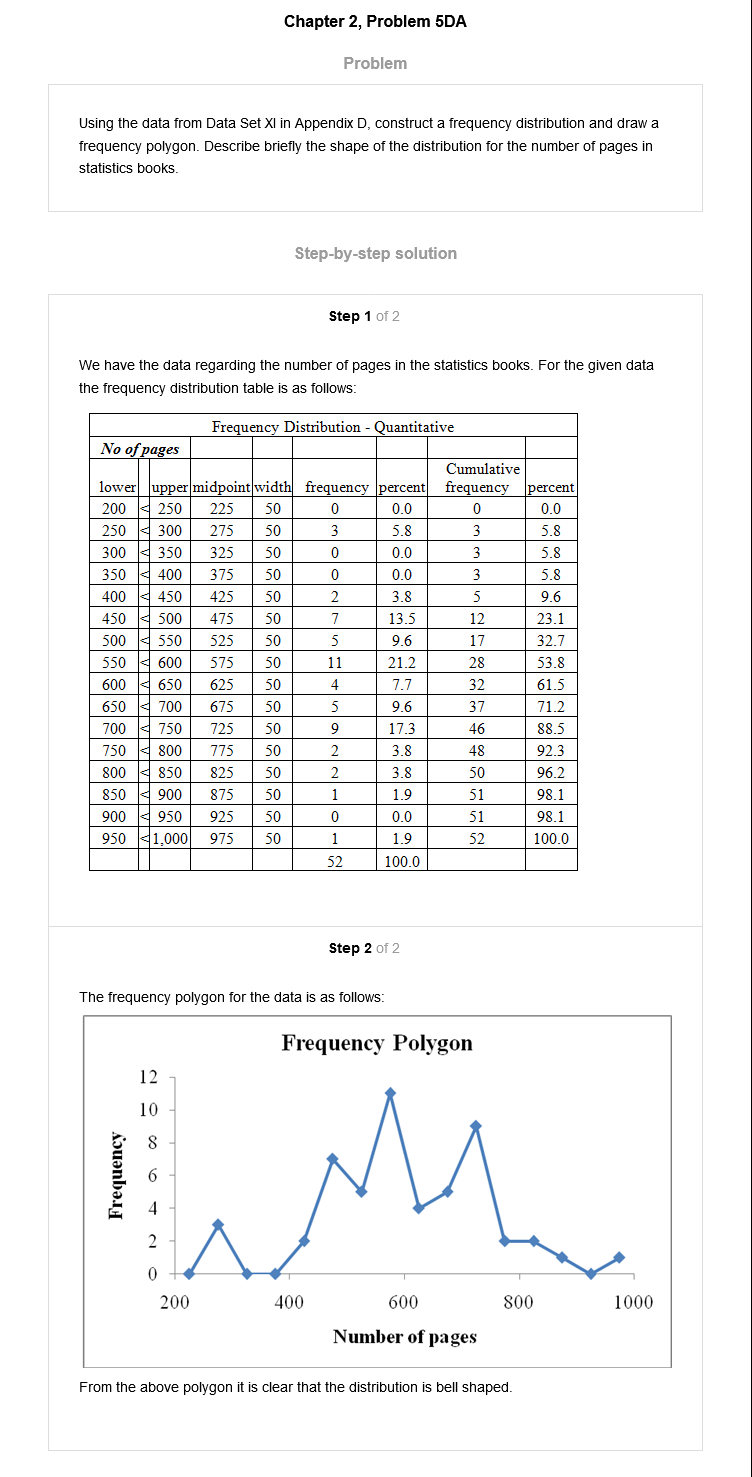 Chapter 2, Problem 5DA
Problem
Using the data from Data Set XI in Appendix D, construct a frequency distribution and draw a
frequency polygon. Describe briefly the shape of the distribution for the number of pages in
statistics books.
Step-by-step solution
Step 1 of 2
We have the data regarding the number of pages in the statistics books. For the given data
the frequency distribution table is as follows:
Frequency Distribution - Quantitative
No of pages
Cumulative
lower upper midpoint width frequency percent frequency percent
200 < 250 225 50 0 0.0 0 0.0
250 < 300 275 50 3 5.8 3 5.8
300 < 350 325 50 0 0.0 3 5.8
350 < 400 375 50 0 0.0 3 5.8
400 < 450 425 50 2 3.8 5 9.6
450 < 500 475 50 7 13.5 12 23.1
500 < 550 525 50 5 9.6 17 32.7
550 < 600 575 50 11 21.2 28 53.8
600 < 650 625 50 4 7.7 32 61.5
650 < 700 675 50 5 9.6 37 71.2
700 < 750 725 50 9 17.3 46 88.5
750 < 800 775 50 2 3.8 48 92.3
800 < 850 825 50 2 3.8 50 96.2
850 < 900 875 50 1 1.9 51 98.1
900 < 950 925 50 0 0.0 51 98.1
950 < 1,000 975 50 1 1.9 52 100.0
52 100.0
Step 2 of 2
The frequency polygon for the data is as follows:
Frequency Polygon
12
10
8
6
4
2
0
Frequency
200 400 600 800 1000
Number of pages
From the above polygon it is clear that the distribution is bell shaped.